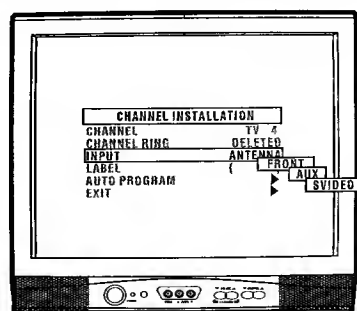 CHANNEL INSTALLATION
CHANNEL TV 4
CHANNEL RING DELETED
INPUT ANTENNA
FRONT
LABEL (
AUX
AUTO PROGRAM
SVIDEO
EXIT